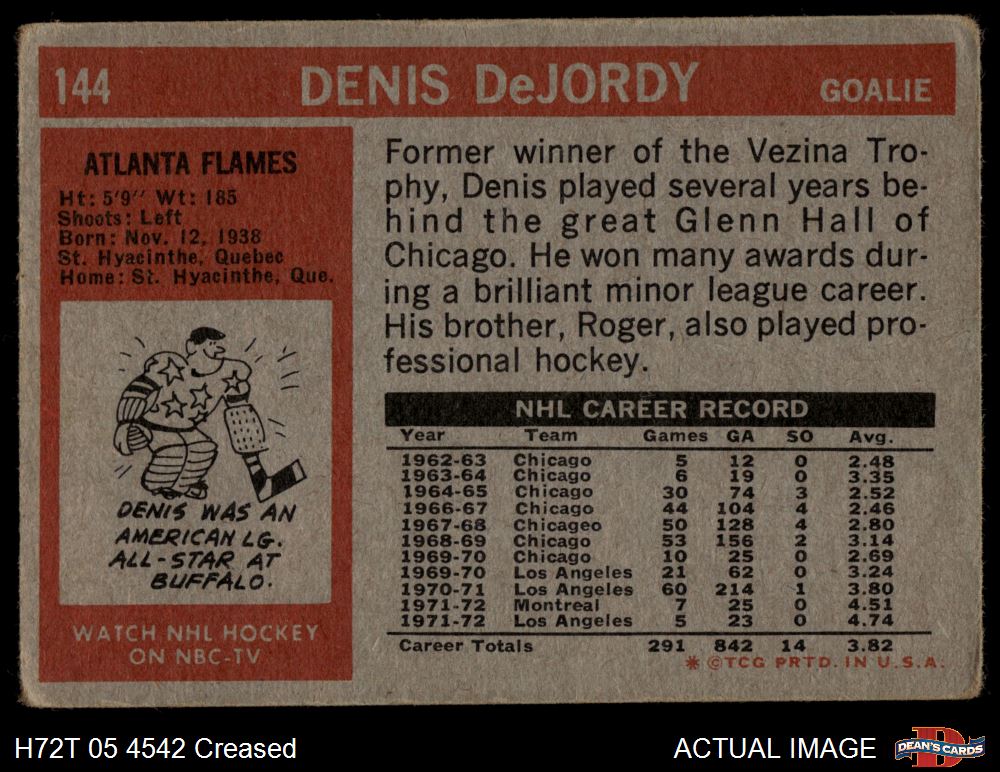 144 DENIS DeJORDY GOALIE
ATLANTA FLAMES
Ht: 5'9" Wt: 185
Shoots: Left
Born: Nov. 12, 1938
St. Hyacinthe, Quebec
Home: St. Hyacinthe, Que.
DENIS WAS AN
AMERICAN LG.
ALL-STAR AT
BUFFALO.
WATCH NHL HOCKEY
ON NBC-TV
Former winner of the Vezina Tro-
phy, Denis played several years be-
hind the great Glenn Hall of
Chicago. He won many awards dur-
ing a brilliant minor league career.
His brother, Roger, also played pro-
fessional hockey.
NHL CAREER RECORD
Year Team Games GA SO Avg.
1962-63 Chicago 5 12 0 2.48
1963-64 Chicago 6 19 0 3.35
1964-65 Chicago 30 74 3 2.52
1966-67 Chicago 44 104 4 2.46
1967-68 Chicageo 50 128 4 2.80
1968-69 Chicago 53 156 2 3.14
1969-70 Chicago 10 25 0 2.69
1969-70 Los Angeles 21 62 0 3.24
1970-71 Los Angeles 60 214 1 3.80
1971-72 Montreal 7 25 0 4.51
1971-72 Los Angeles 5 23 0 4.74
Career Totals 291 842 14 3.82
* ©TCG PRTD. IN U.S.A.
H72T 05 4542 Creased
ACTUAL IMAGE
DEAN'S CARDS